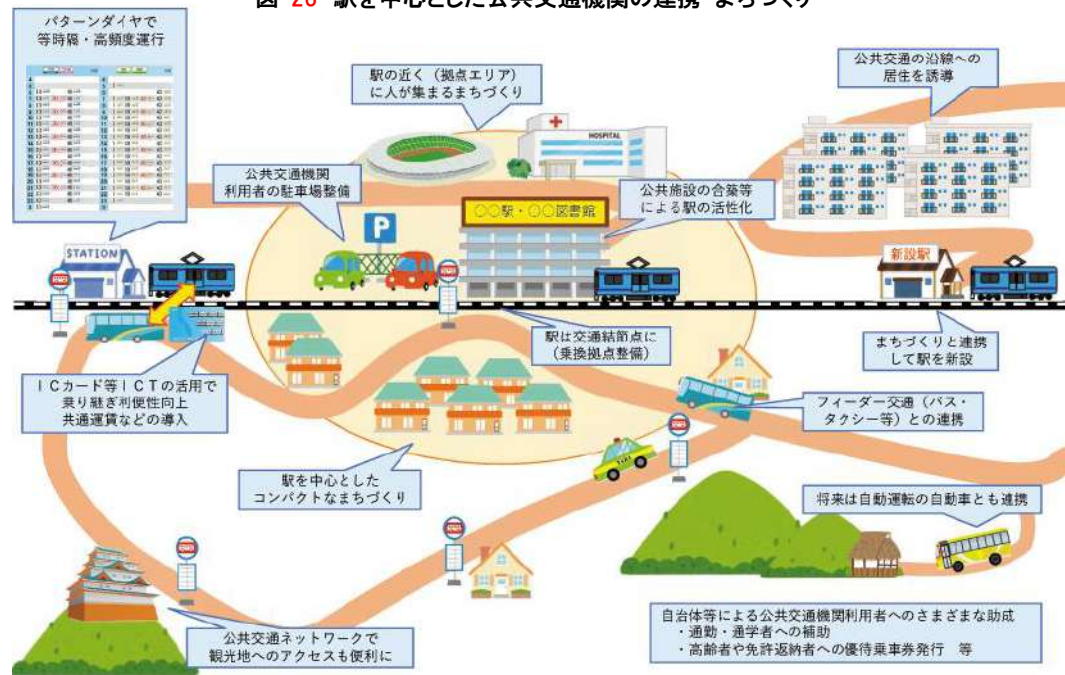 図 26 駅を中心とした公共交通機関の連携 まちづくり
パターンダイヤで
等時隔・高頻度運行
駅の近く（拠点エリア）
に人が集まるまちづくり
公共交通の沿線への
居住を誘導
HOSPITAL
公共交通機関
利用者の駐車場整備
公共施設の合築等
による駅の活性化
P
〇〇駅・〇〇図書館
STATION
新設駅
駅は交通結節点に
（乗換拠点整備）
まちづくりと連携
して駅を新設
ＩＣカード等ＩＣＴの活用で
乗り継ぎ利便性向上
共通運賃などの導入
フィーダー交通（バス・
タクシー等）との連携
TAXI
駅を中心とした
コンパクトなまちづくり
将来は自動運転の自動車とも連携
公共交通ネットワークで
観光地へのアクセスも便利に
自治体等による公共交通機関利用者へのさまざまな助成
・通勤・通学者への補助
・高齢者や免許返納者への優待乗車券発行　等